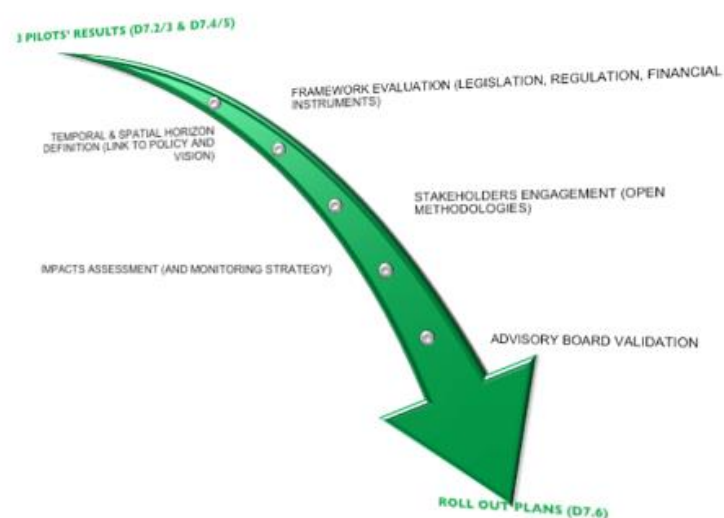 3 PILOTS' RESULTS (D7.2/3 & D7.4/5)
FRAMEWORK EVALUATION (LEGISLATION, REGULATION, FINANCIAL
INSTRUMENTS)
TEMPORAL & SPATIAL HORIZON
DEFINITION (LINK TO POLICY AND
VISION)
STAKEHOLDERS ENGAGEMENT (OPEN
METHODOLOGIES)
IMPACTS ASSESSMENT (AND MONITORING STRATEGY)
ADVISORY BOARD VALIDATION
ROLL OUT PLANS (D7.6)